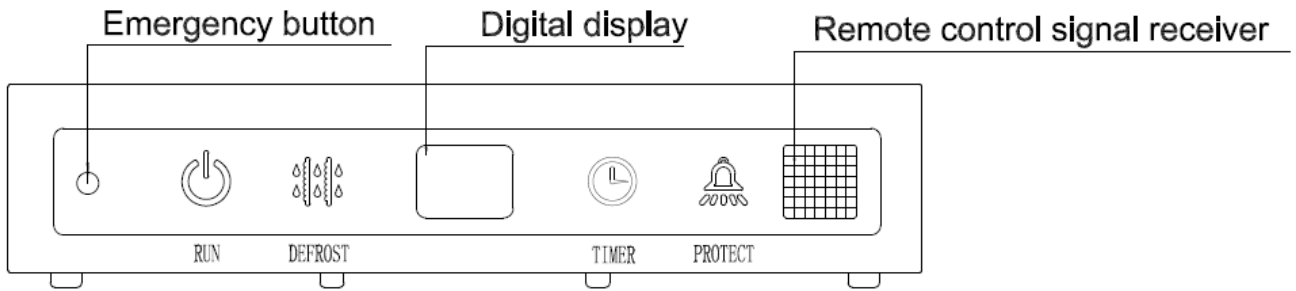 Emergency button
Digital display
Remote control signal receiver
RUN
DEFROST
TIMER
PROTECT